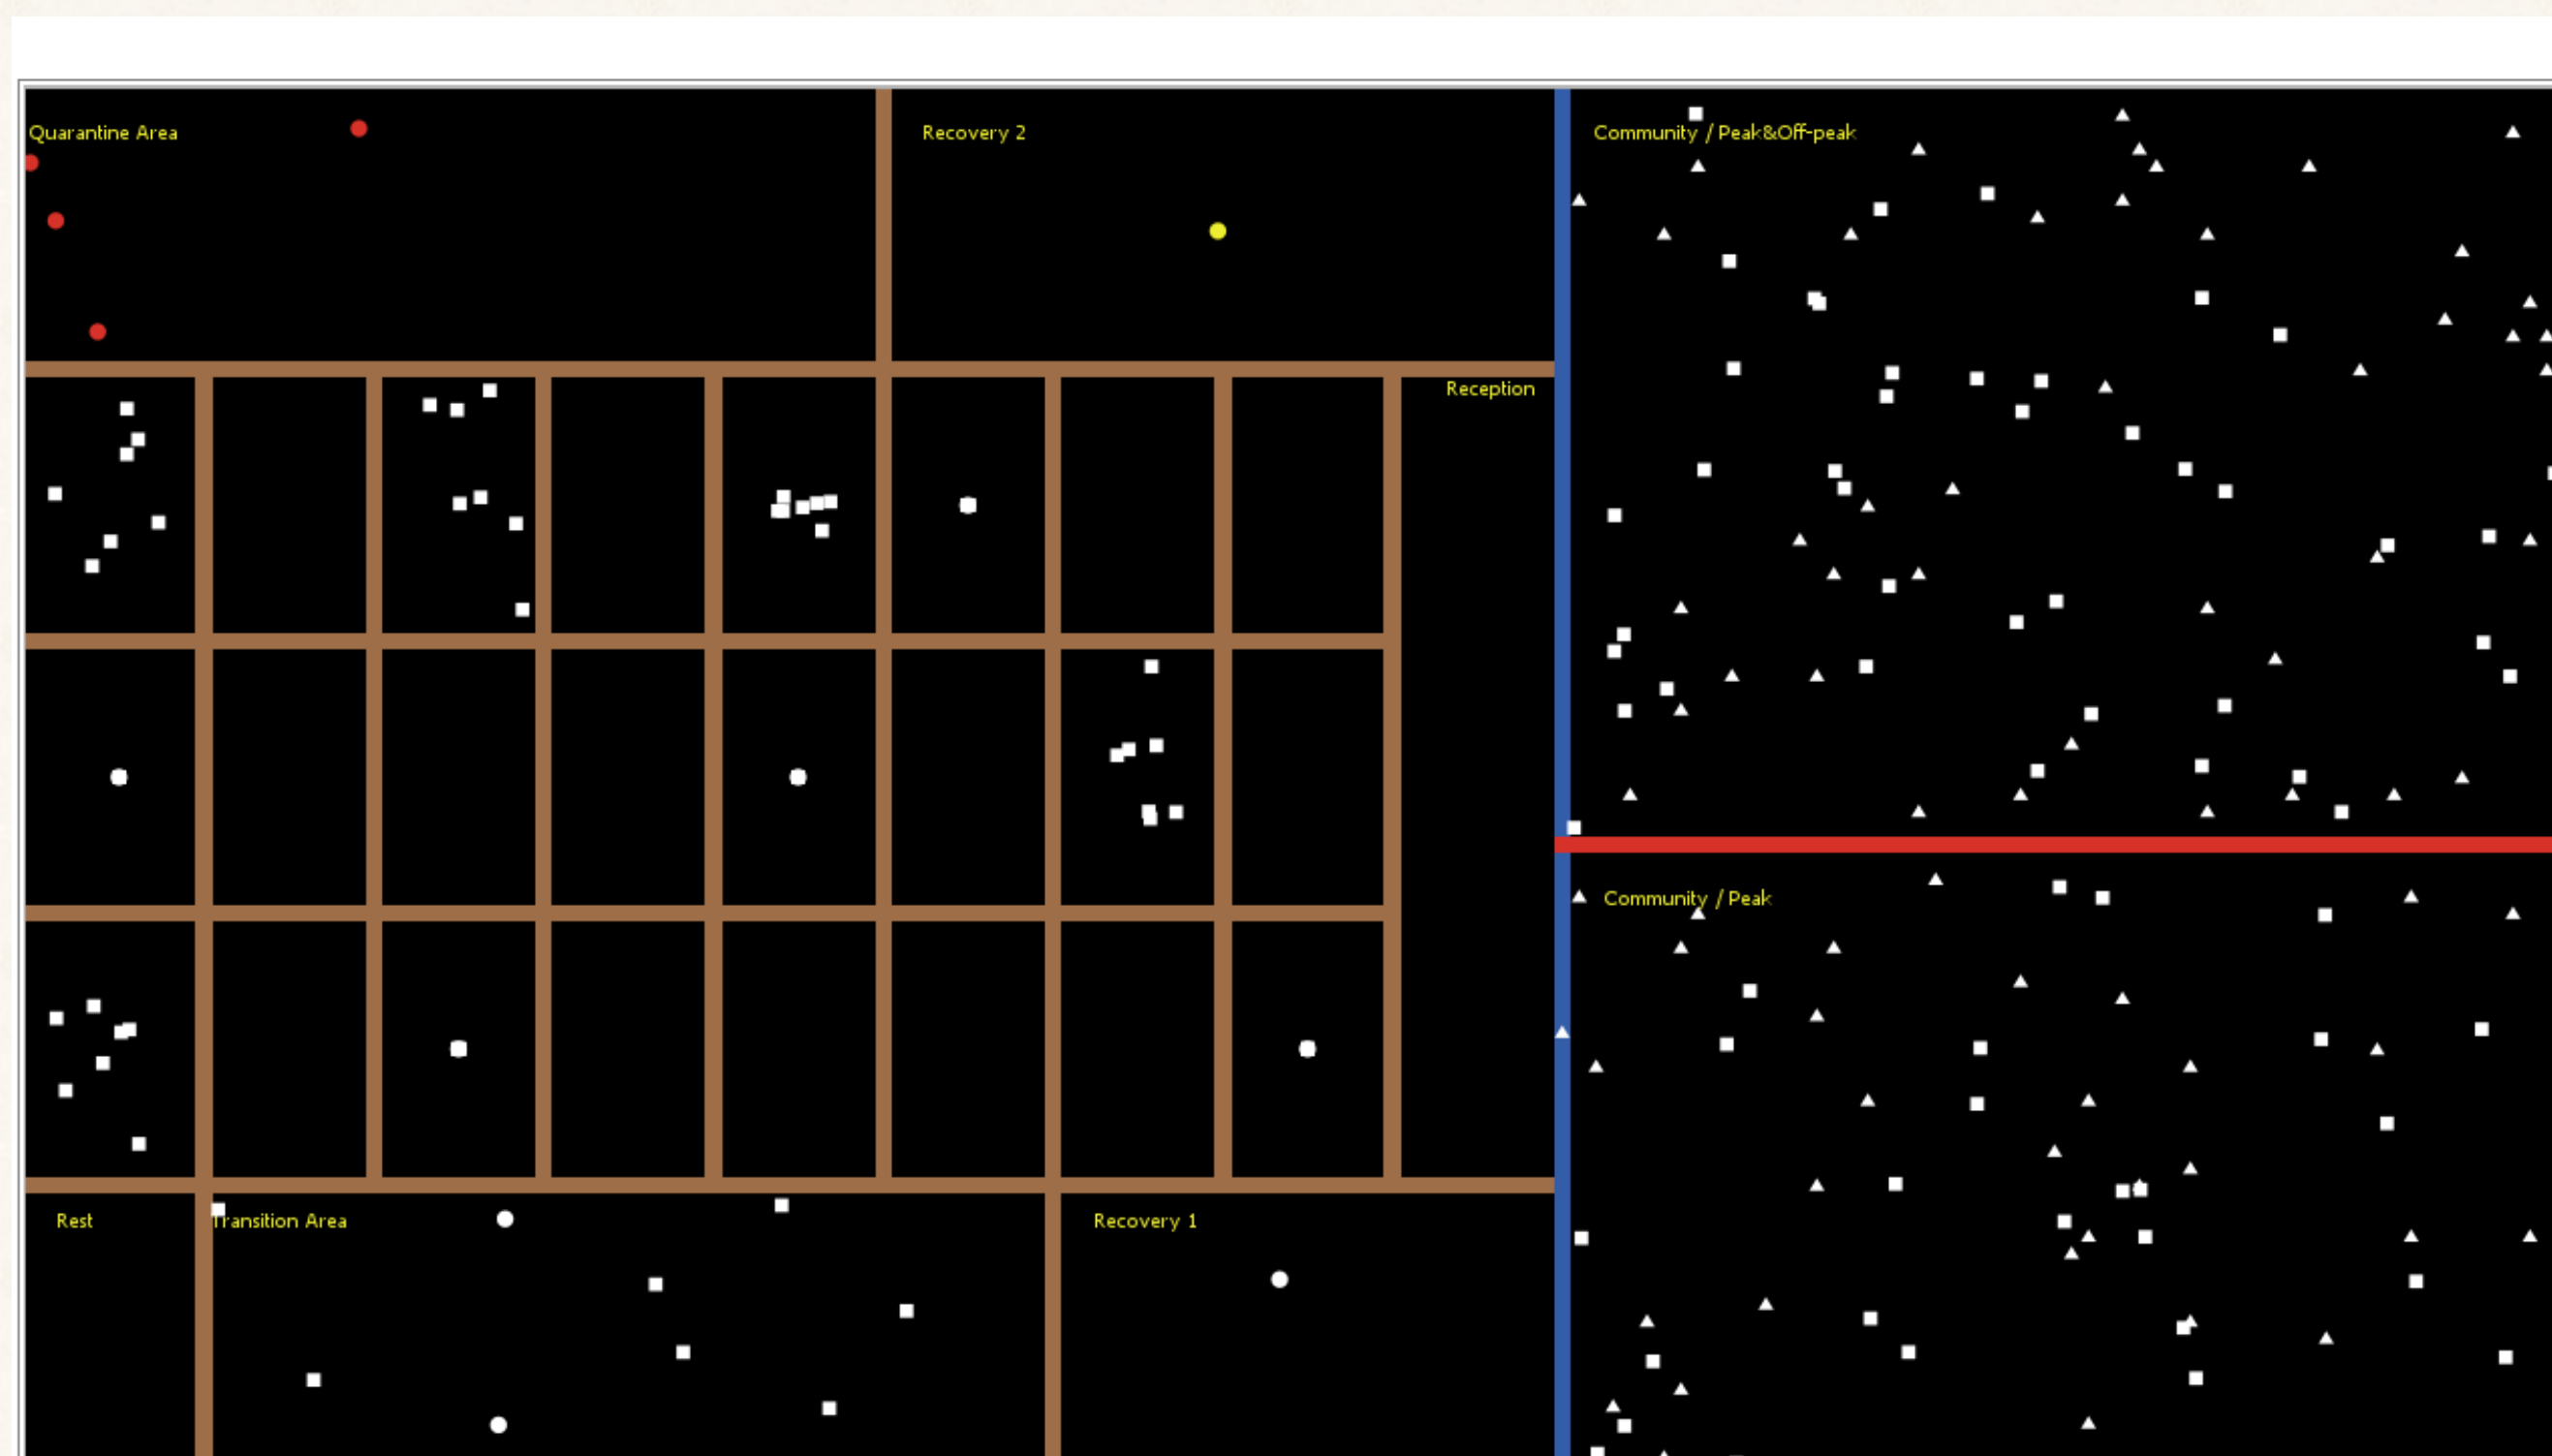 Quarantine Area
Recovery 2
Community / Peak&Off-peak
Reception
Community / Peak
Rest
Transition Area
Recovery 1